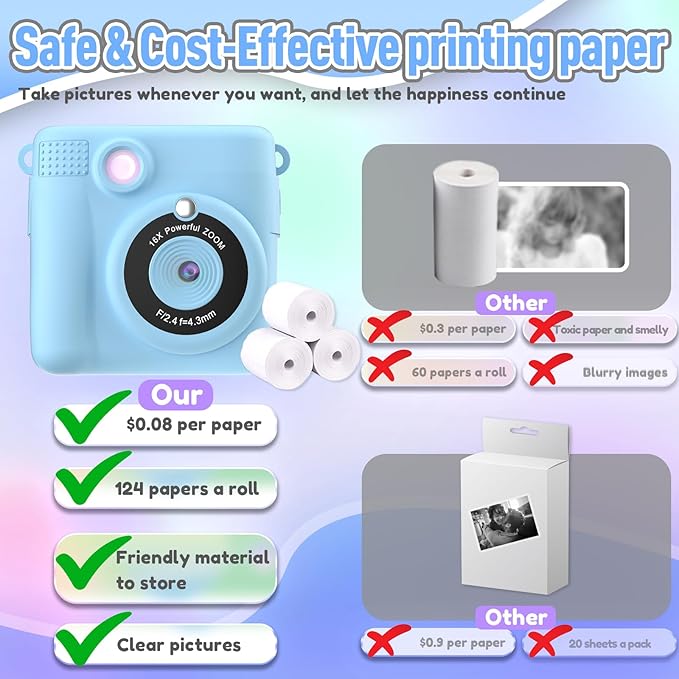 Safe & Cost-Effective printing paper
Take pictures whenever you want, and let the happiness continue
16X Powerful ZOOM
F/2.4 f=4.3mm
Our
$0.08 per paper
124 papers a roll
Friendly material
to store
Clear pictures
Other
$0.3 per paper
Toxic paper and smelly
60 papers a roll
Blurry images
Other
$0.9 per paper
20 sheets a pack